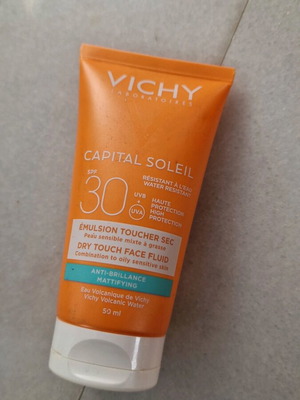 VICHY
LABORATOIRES
CAPITAL SOLEIL
SPF
30
UVB
+
UVA
RÉSISTANT À L'EAU
WATER RESISTANT
HAUTE
PROTECTION
HIGH
PROTECTION
ÉMULSION TOUCHER SEC
Peau sensible mixte à grasse
DRY TOUCH FACE FLUID
Combination to oily sensitive skin
ANTI-BRILLANCE
MATTIFYING
Eau Volcanique de Vichy
Vichy Volcanic Water
50 ml